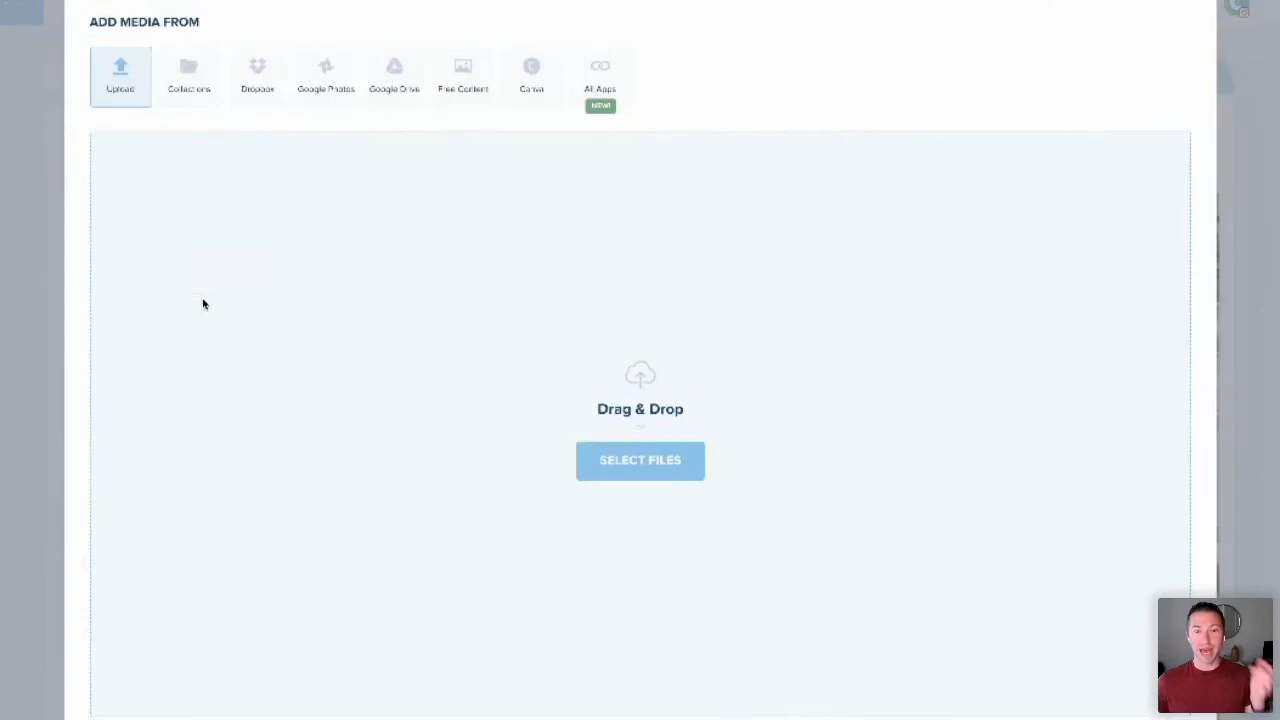 ADD MEDIA FROM
Upload
Collections
Dropbox
Google Photos
Google Drive
Free Content
Canva
All Apps
NEW!
Drag & Drop
SELECT FILES